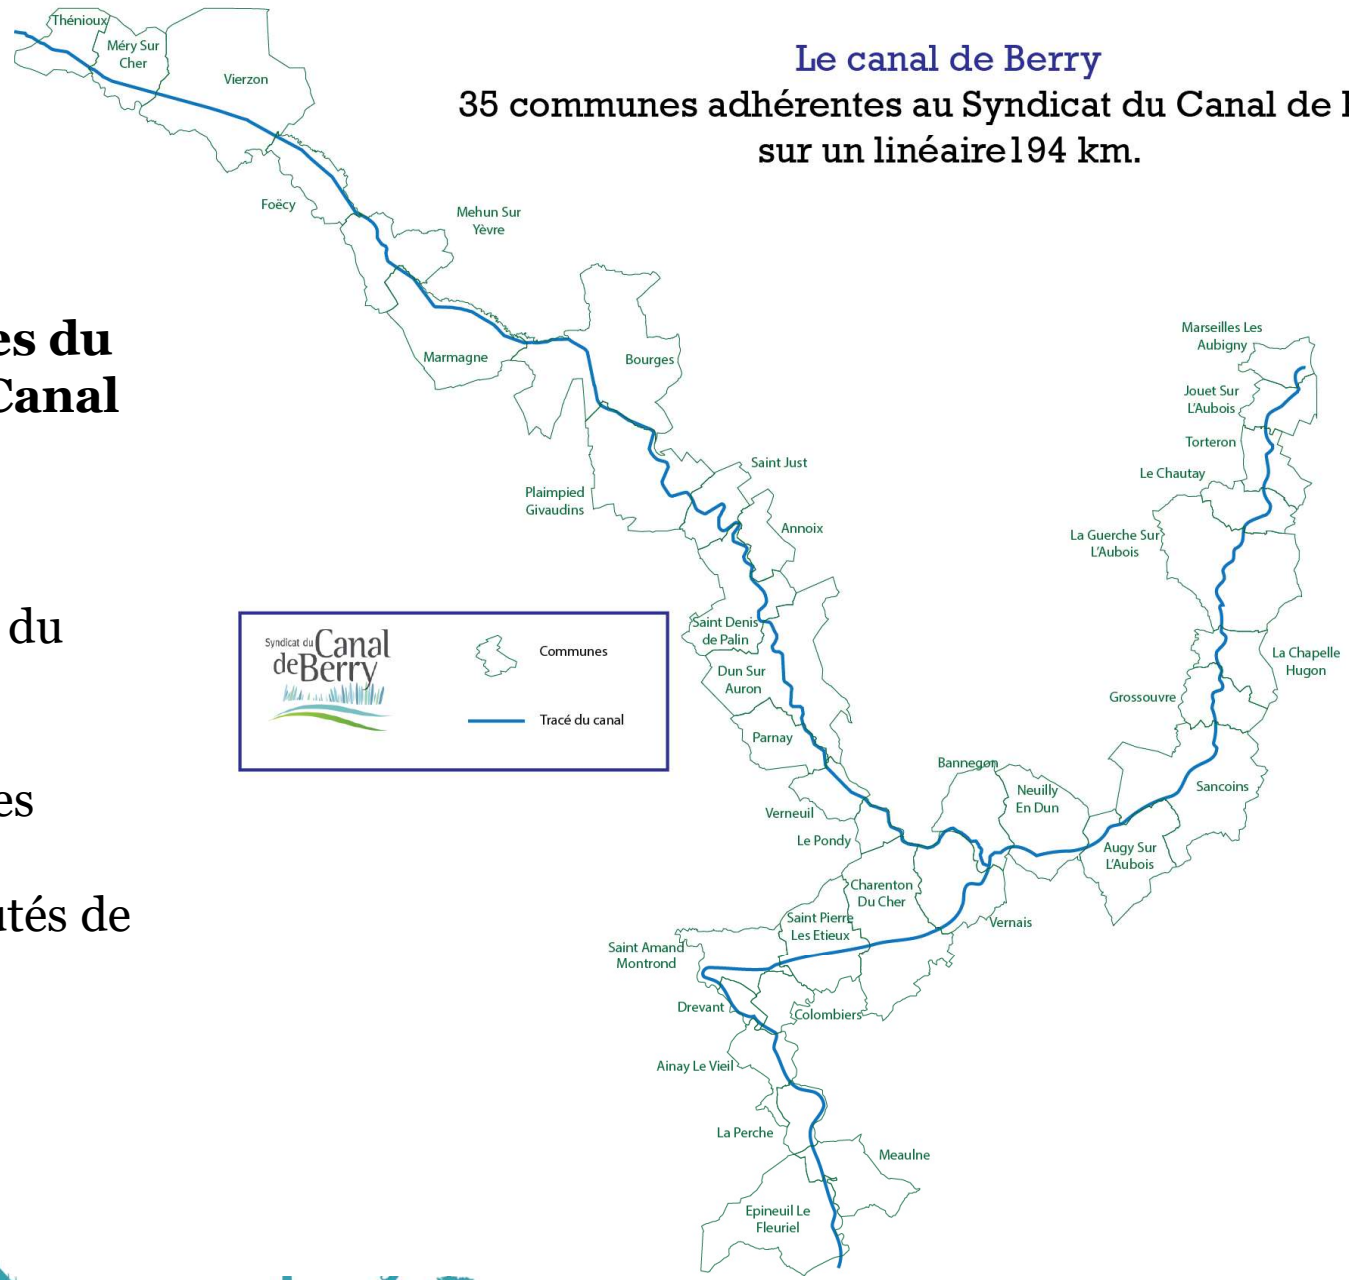 Le canal de Berry
35 communes adhérentes au Syndicat du Canal de
sur un linéaire194 km.
es du
Canal
du
es
utés de
Syndicat du Canal
de Berry
Communes
Tracé du canal
Thénioux
Méry Sur
Cher
Vierzon
Foëcy
Mehun Sur
Yèvre
Marmagne
Bourges
Plaimpied
Givaudins
Saint Just
Annoix
Saint Denis
de Palin
Dun Sur
Auron
Parnay
Verneuil
Le Pondy
Bannegon
Neuilly
En Dun
Augy Sur
L'Aubois
Sancoins
Grossouvre
La Chapelle
Hugon
La Guerche Sur
L'Aubois
Le Chautay
Torteron
Jouet Sur
L'Aubois
Marseilles Les
Aubigny
Charenton
Du Cher
Vernais
Saint Pierre
Les Etieux
Saint Amand
Montrond
Drevant
Colombiers
Ainay Le Vieil
La Perche
Meaulne
Epineuil Le
Fleuriel